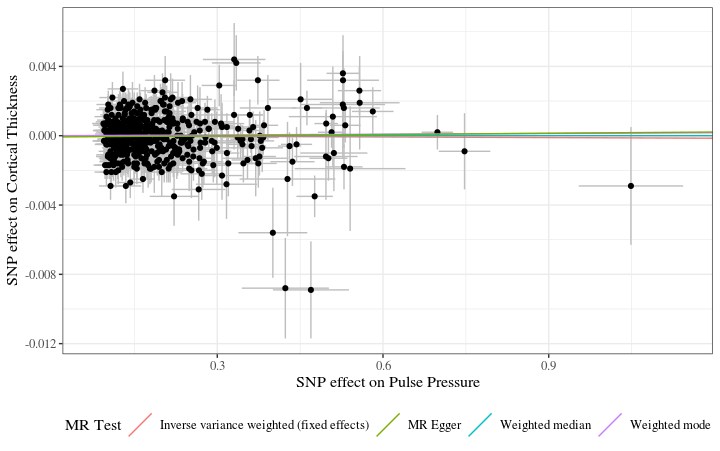 SNP effect on Cortical Thickness
0.004
0.000
-0.004
-0.008
-0.012
0.3 0.6 0.9
SNP effect on Pulse Pressure
MR Test Inverse variance weighted (fixed effects) MR Egger Weighted median Weighted mode